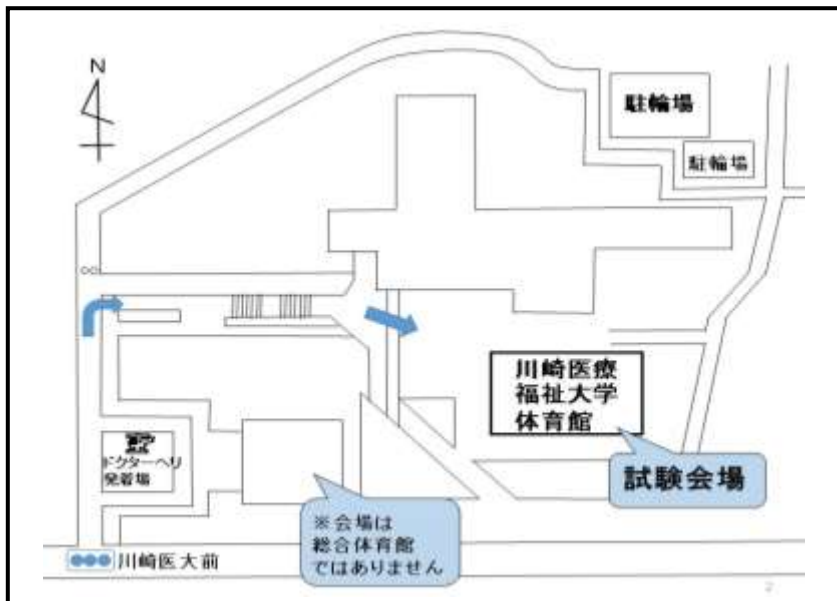 N
駐輪場
駐輪場
川崎医療
福祉大学
体育館
試験会場
ドクターヘリ
発着場
※会場は
総合体育館
ではありません
川崎医大前
2